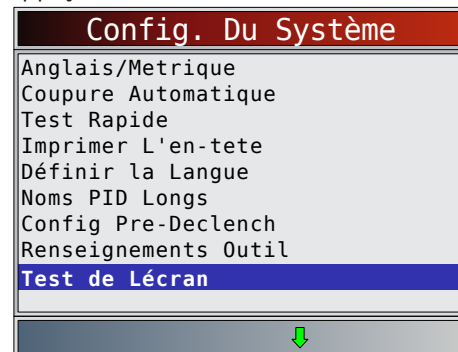 Config. Du Système
Anglais/Metrique
Coupure Automatique
Test Rapide
Imprimer L'en-tete
Définir la Langue
Noms PID Longs
Config Pre-Declench
Renseignements Outil
Test de Lécran